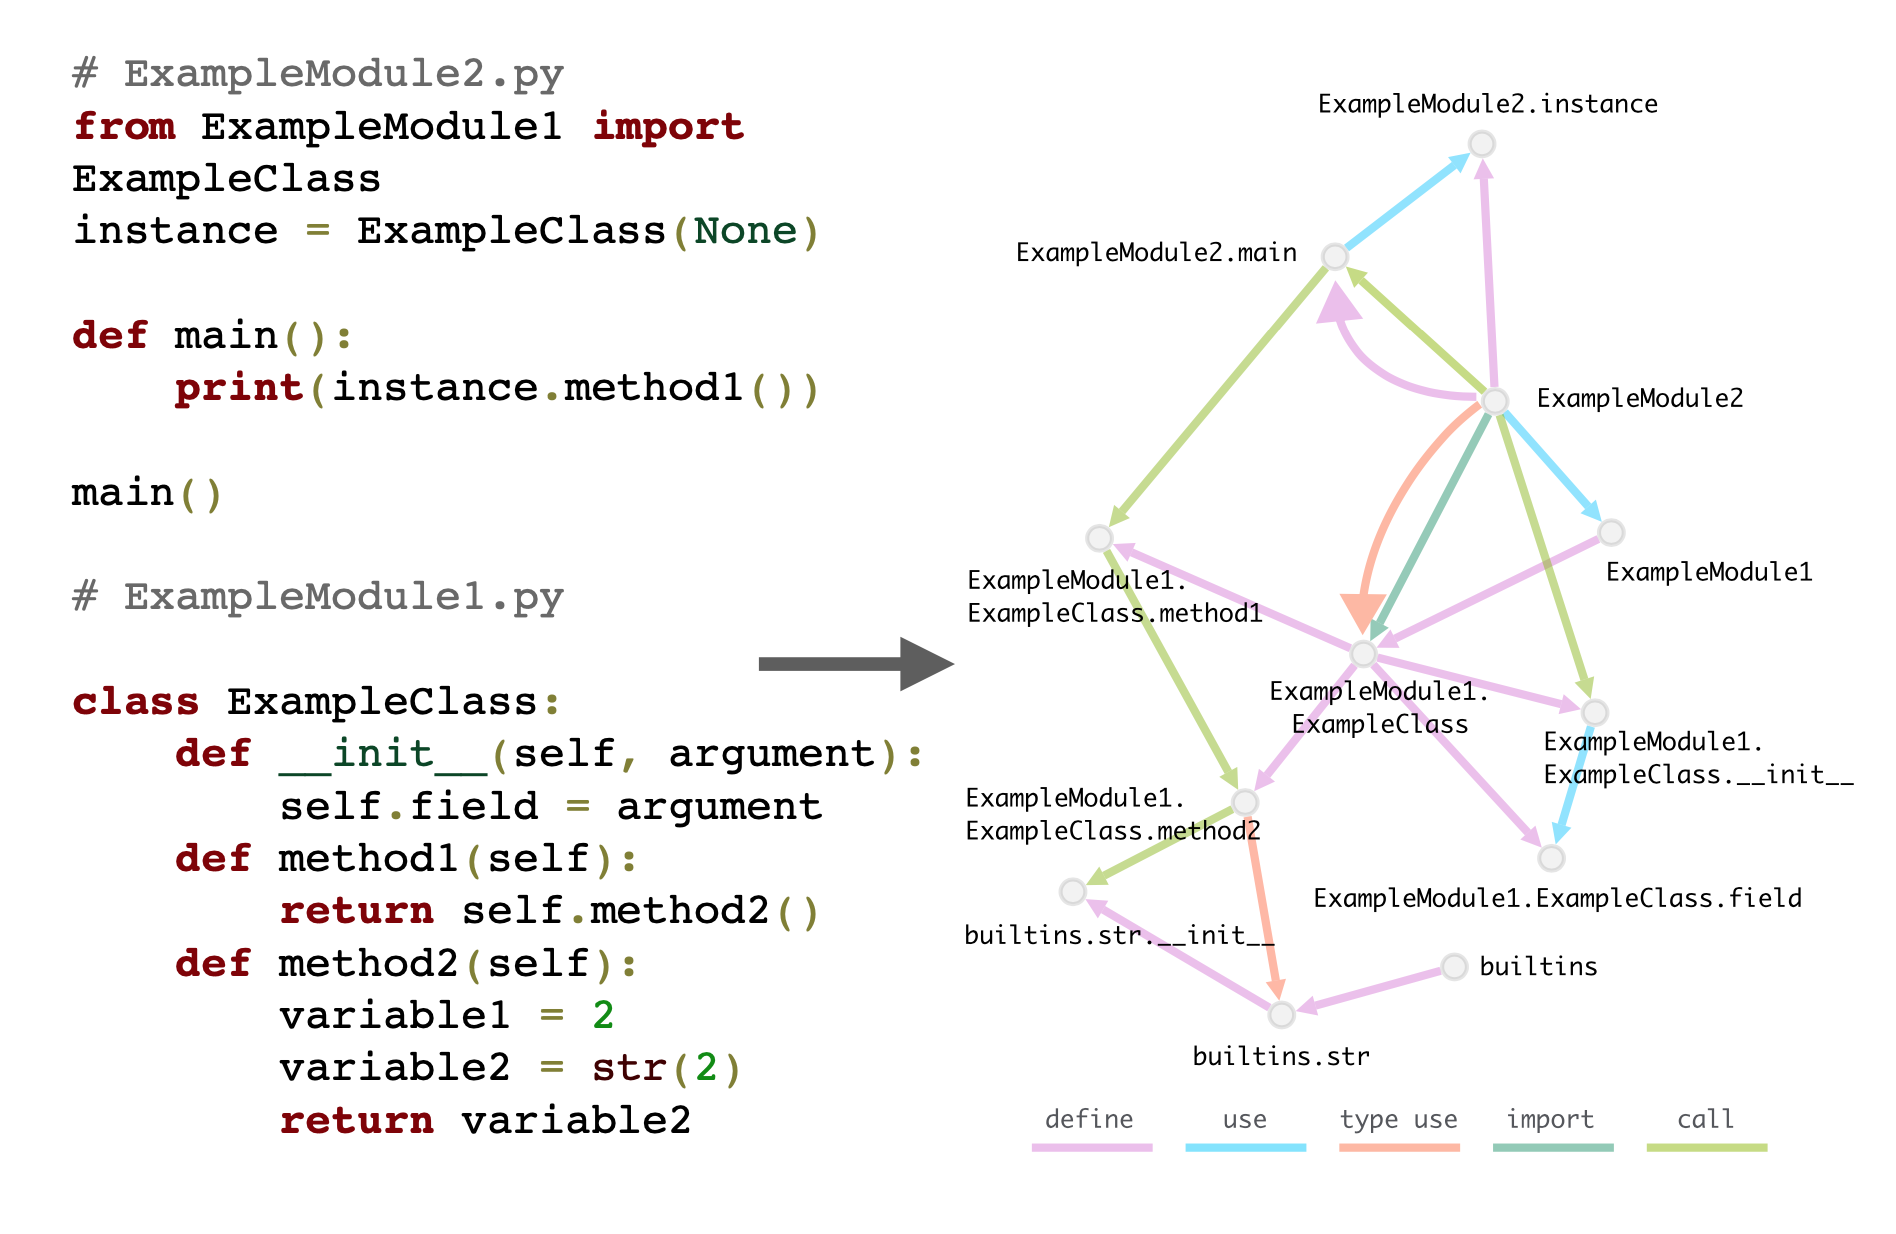 # ExampleModule2.py
from ExampleModule1 import
ExampleClass
instance = ExampleClass(None)
def main():
    print(instance.method1())
main()
# ExampleModule1.py
class ExampleClass:
    def __init__(self, argument):
        self.field = argument
    def method1(self):
        return self.method2()
    def method2(self):
        variable1 = 2
        variable2 = str(2)
        return variable2
ExampleModule2.instance
ExampleModule2.main
ExampleModule2
ExampleModule1
ExampleModule1.
ExampleClass.method1
ExampleModule1.
ExampleClass
ExampleModule1.
ExampleClass.__init__
ExampleModule1.
ExampleClass.method2
ExampleModule1.ExampleClass.field
builtins.str.__init__
builtins
builtins.str
define
use
type use
import
call